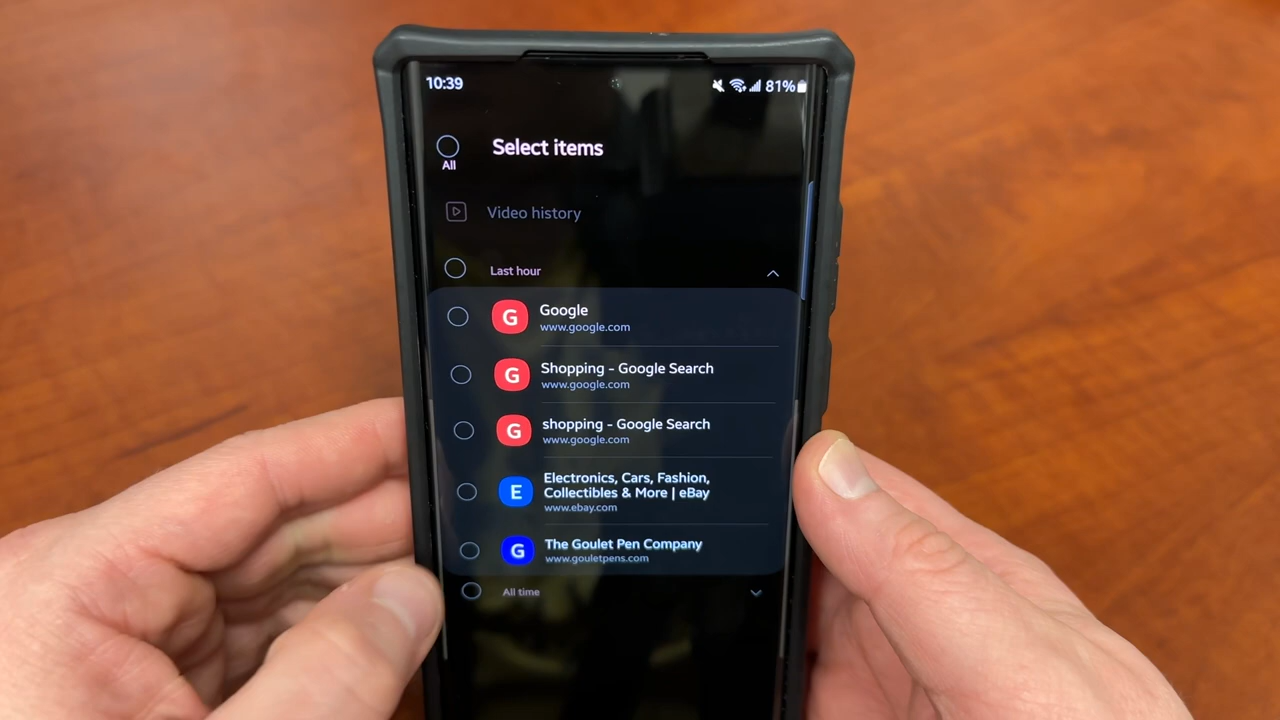 10:39
81%
Select items
All
Video history
Last hour
G
Google
www.google.com
G
Shopping - Google Search
www.google.com
G
shopping - Google Search
www.google.com
E
Electronics, Cars, Fashion,
Collectibles & More | eBay
www.ebay.com
G
The Goulet Pen Company
www.gouletpens.com
All time